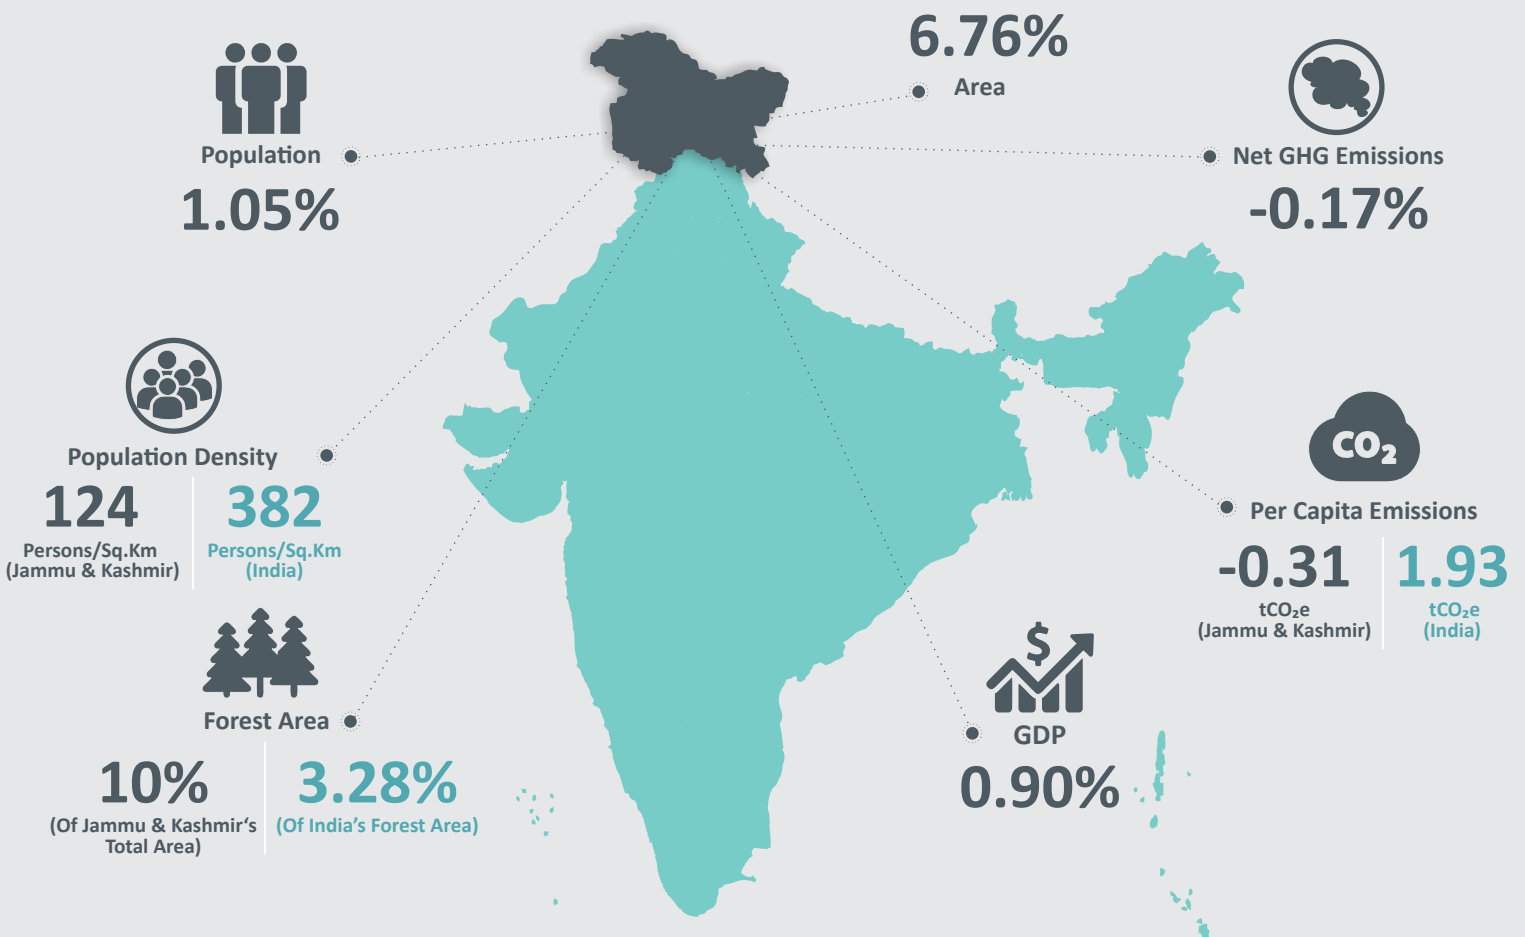 6.76%
Area
Population
1.05%
Net GHG Emissions
-0.17%
Population Density
124
Persons/Sq.Km
(Jammu & Kashmir)
382
Persons/Sq.Km
(India)
CO₂
Per Capita Emissions
-0.31
tCO₂e
(Jammu & Kashmir)
1.93
tCO₂e
(India)
Forest Area
10%
(Of Jammu & Kashmir‘s
Total Area)
3.28%
(Of India’s Forest Area)
$
GDP
0.90%